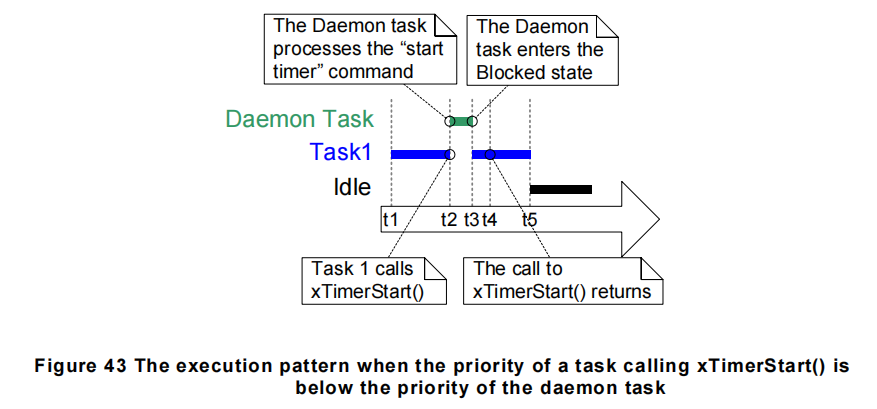 The Daemon task
processes the “start
timer” command
The Daemon
task enters the
Blocked state
Daemon Task
Task1
Idle
t1 t2 t3 t4 t5
Task 1 calls
xTimerStart()
The call to
xTimerStart() returns
Figure 43 The execution pattern when the priority of a task calling xTimerStart() is
below the priority of the daemon task